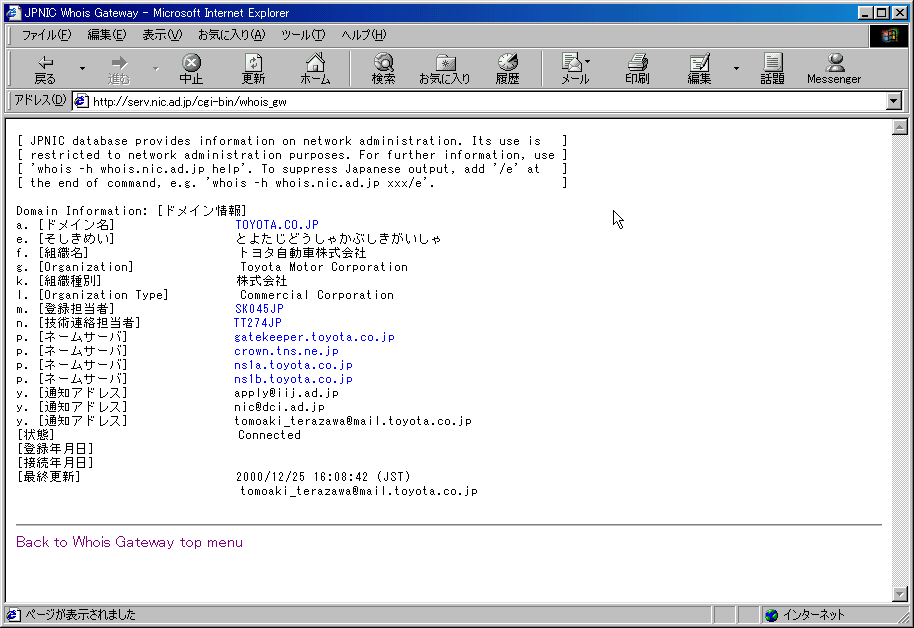 JPNIC Whois Gateway - Microsoft Internet Explorer
ファイル(F) 編集(E) 表示(V) お気に入り(A) ツール(T) ヘルプ(H)
戻る 進む 中止 更新 ホーム 検索 お気に入り 履歴 メール 印刷 編集 話題 Messenger
アドレス(D) http://serv.nic.ad.jp/cgi-bin/whois_gw
[ JPNIC database provides information on network administration. Its use is ]
[ restricted to network administration purposes. For further information, use ]
[ 'whois -h whois.nic.ad.jp help'. To suppress Japanese output, add '/e' at ]
[ the end of command, e.g. 'whois -h whois.nic.ad.jp xxx/e'. ]
Domain Information: [ドメイン情報]
a. [ドメイン名] TOYOTA.CO.JP
e. [そしきめい] とよたじどうしゃかぶしきがいしゃ
f. [組織名] トヨタ自動車株式会社
g. [Organization] Toyota Motor Corporation
k. [組織種別] 株式会社
l. [Organization Type] Commercial Corporation
m. [登録担当者] SK045JP
n. [技術連絡担当者] TT274JP
p. [ネームサーバ] gatekeeper.toyota.co.jp
p. [ネームサーバ] crown.tns.ne.jp
p. [ネームサーバ] ns1a.toyota.co.jp
p. [ネームサーバ] ns1b.toyota.co.jp
y. [通知アドレス] apply@iij.ad.jp
y. [通知アドレス] nic@dci.ad.jp
y. [通知アドレス] tomoaki_terazawa@mail.toyota.co.jp
[状態] Connected
[登録年月日]
[接続年月日]
[最終更新] 2000/12/25 16:08:42 (JST)
tomoaki_terazawa@mail.toyota.co.jp
Back to Whois Gateway top menu
ページが表示されました インターネット